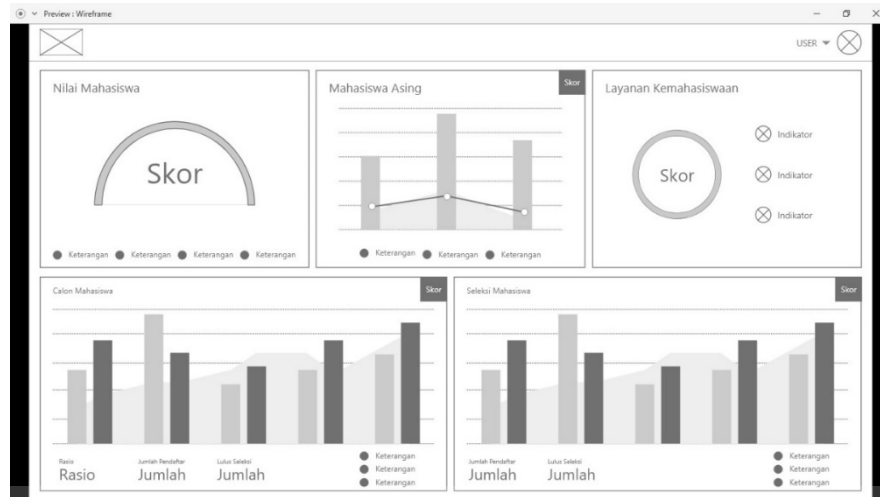 Preview : Wireframe
USER
Nilai Mahasiswa
Skor
Keterangan Keterangan Keterangan Keterangan
Mahasiswa Asing
Skor
Keterangan Keterangan Keterangan
Layanan Kemahasiswaan
Skor
Indikator
Indikator
Indikator
Calon Mahasiswa
Skor
Rasio
Rasio
Jumlah Pendaftar
Jumlah
Lulus Seleksi
Jumlah
Keterangan
Keterangan
Keterangan
Seleksi Mahasiswa
Skor
Jumlah Pendaftar
Jumlah
Lulus Seleksi
Jumlah
Keterangan
Keterangan
Keterangan